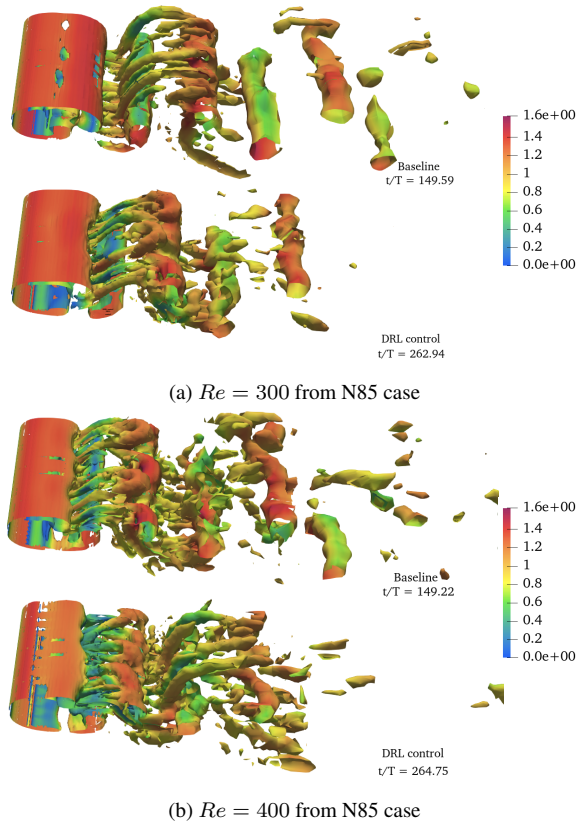 1.6e+00
1.4
1.2
1
0.8
0.6
0.4
0.2
0.0e+00
Baseline
t/T = 149.59
DRL control
t/T = 262.94
(a) Re = 300 from N85 case
1.6e+00
1.4
1.2
1
0.8
0.6
0.4
0.2
0.0e+00
Baseline
t/T = 149.22
DRL control
t/T = 264.75
(b) Re = 400 from N85 case